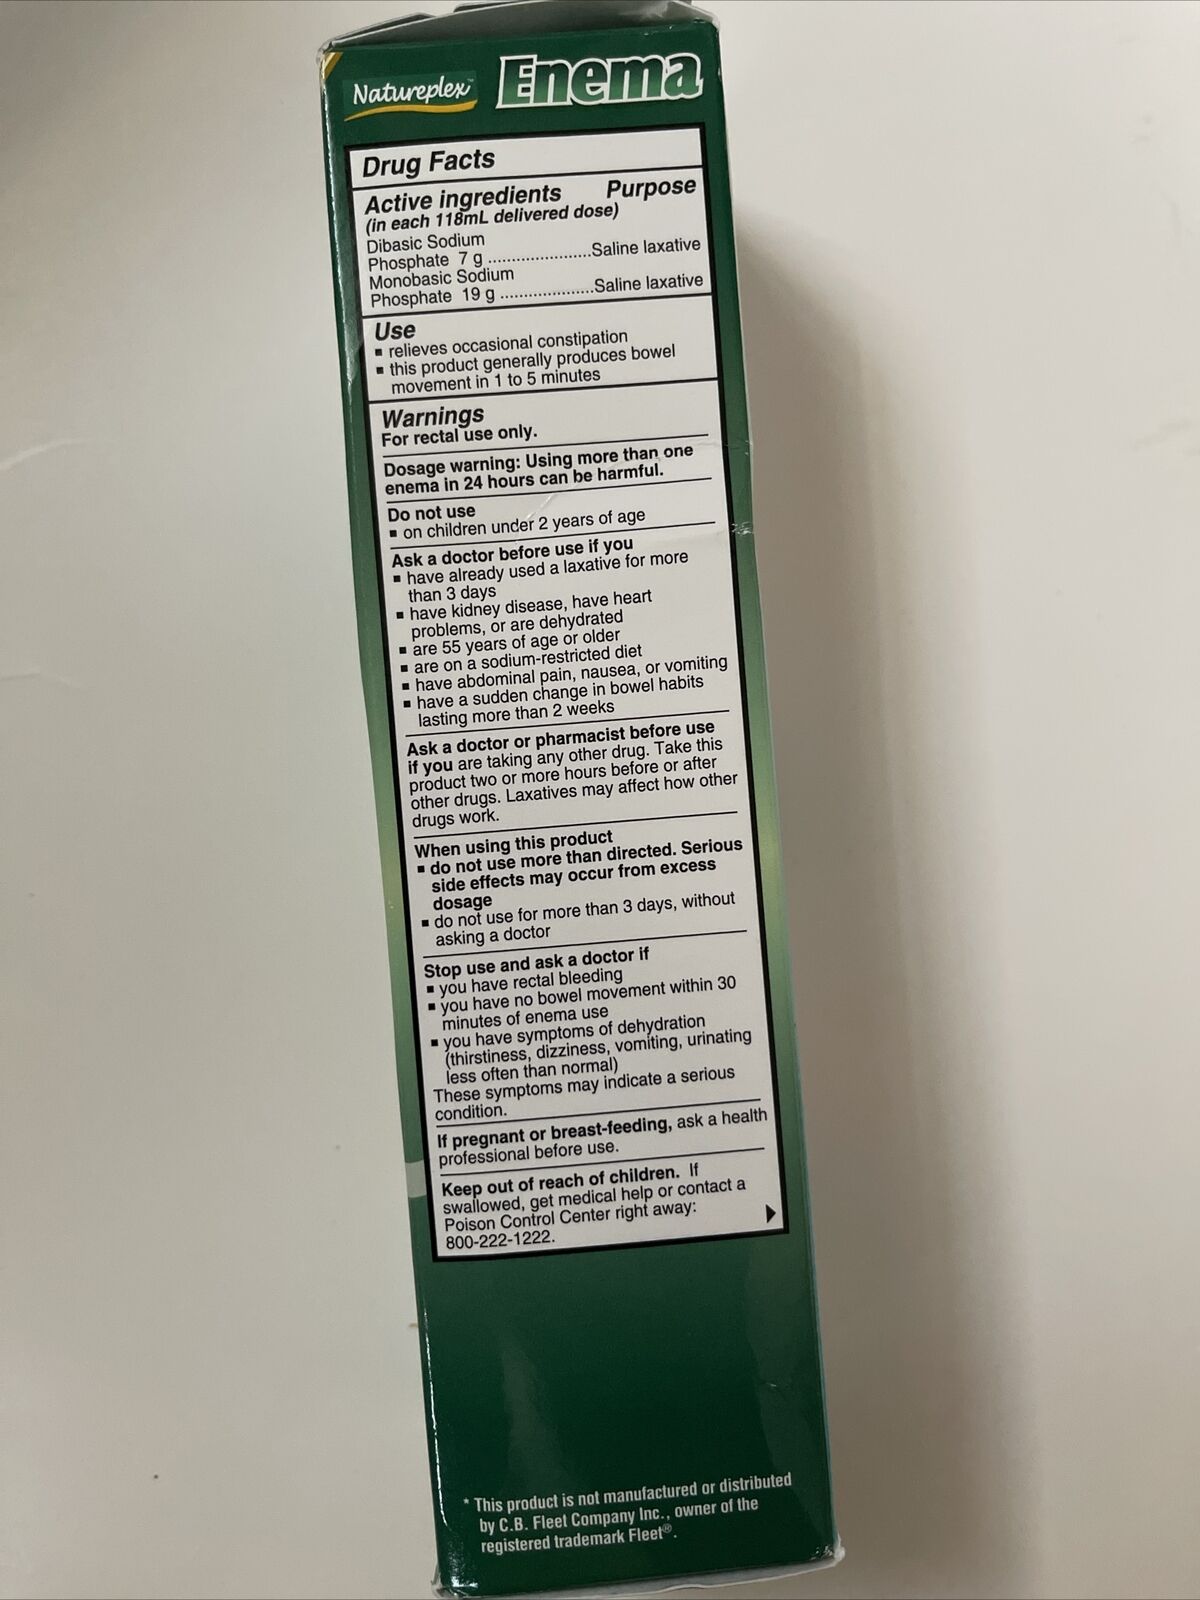 Natureplex™ Enema
Drug Facts
Active ingredients Purpose
(in each 118mL delivered dose)
Dibasic Sodium
Phosphate 7 g ......................Saline laxative
Monobasic Sodium
Phosphate 19 g ....................Saline laxative
Use
▪ relieves occasional constipation
▪ this product generally produces bowel
movement in 1 to 5 minutes
Warnings
For rectal use only.
Dosage warning: Using more than one
enema in 24 hours can be harmful.
Do not use
▪ on children under 2 years of age
Ask a doctor before use if you
▪ have already used a laxative for more
than 3 days
▪ have kidney disease, have heart
problems, or are dehydrated
▪ are 55 years of age or older
▪ are on a sodium-restricted diet
▪ have abdominal pain, nausea, or vomiting
▪ have a sudden change in bowel habits
lasting more than 2 weeks
Ask a doctor or pharmacist before use
if you are taking any other drug. Take this
product two or more hours before or after
other drugs. Laxatives may affect how other
drugs work.
When using this product
▪ do not use more than directed. Serious
side effects may occur from excess
dosage
▪ do not use for more than 3 days, without
asking a doctor
Stop use and ask a doctor if
▪ you have rectal bleeding
▪ you have no bowel movement within 30
minutes of enema use
▪ you have symptoms of dehydration
(thirstiness, dizziness, vomiting, urinating
less often than normal)
These symptoms may indicate a serious
condition.
If pregnant or breast-feeding, ask a health
professional before use.
Keep out of reach of children. If
swallowed, get medical help or contact a
Poison Control Center right away:
800-222-1222.
* This product is not manufactured or distributed
by C.B. Fleet Company Inc., owner of the
registered trademark Fleet®.